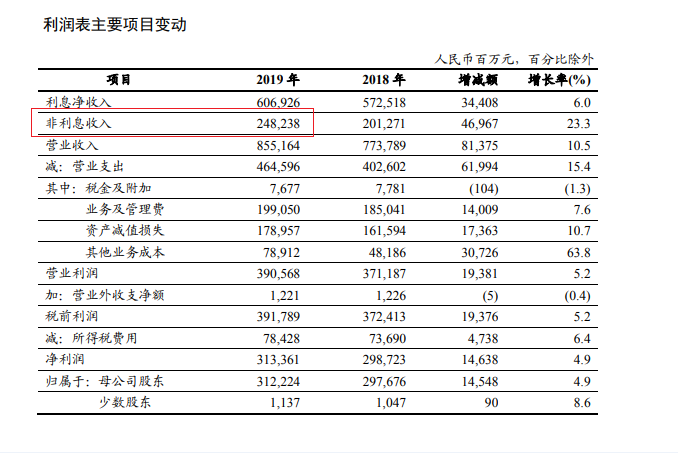 利润表主要项目变动
人民币百万元，百分比除外
项目 2019 年 2018 年 增减额 增长率(%)
利息净收入 606,926 572,518 34,408 6.0
非利息收入 248,238 201,271 46,967 23.3
营业收入 855,164 773,789 81,375 10.5
减：营业支出 464,596 402,602 61,994 15.4
其中：税金及附加 7,677 7,781 (104) (1.3)
业务及管理费 199,050 185,041 14,009 7.6
资产减值损失 178,957 161,594 17,363 10.7
其他业务成本 78,912 48,186 30,726 63.8
营业利润 390,568 371,187 19,381 5.2
加：营业外收支净额 1,221 1,226 (5) (0.4)
税前利润 391,789 372,413 19,376 5.2
减：所得税费用 78,428 73,690 4,738 6.4
净利润 313,361 298,723 14,638 4.9
归属于：母公司股东 312,224 297,676 14,548 4.9
少数股东 1,137 1,047 90 8.6